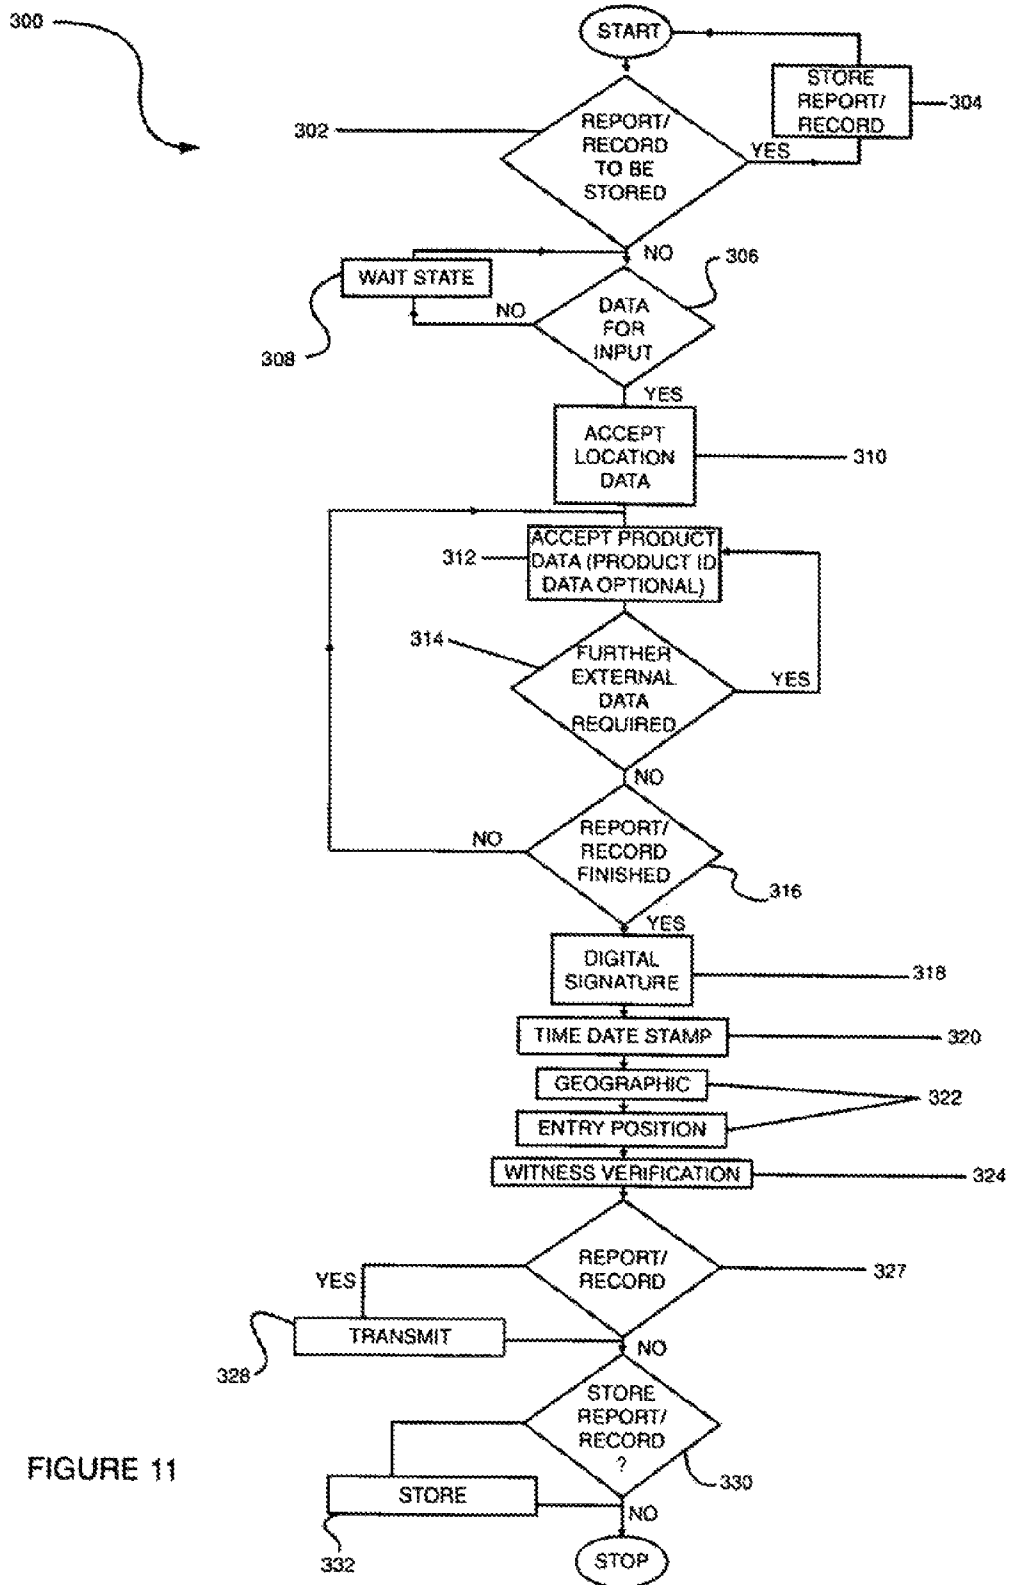 300
START
STORE
REPORT/
RECORD
304
302
REPORT/
RECORD
TO BE
STORED
YES
NO
WAIT STATE
306
308
NO
DATA
FOR
INPUT
YES
ACCEPT
LOCATION
DATA
310
312
ACCEPT PRODUCT
DATA (PRODUCT ID
DATA OPTIONAL)
314
FURTHER
EXTERNAL
DATA
REQUIRED
YES
NO
NO
REPORT/
RECORD
FINISHED
316
YES
DIGITAL
SIGNATURE
318
TIME DATE STAMP
320
GEOGRAPHIC
322
ENTRY POSITION
WITNESS VERIFICATION
324
REPORT/
RECORD
327
YES
TRANSMIT
328
NO
STORE
REPORT/
RECORD
?
330
FIGURE 11
STORE
332
NO
STOP